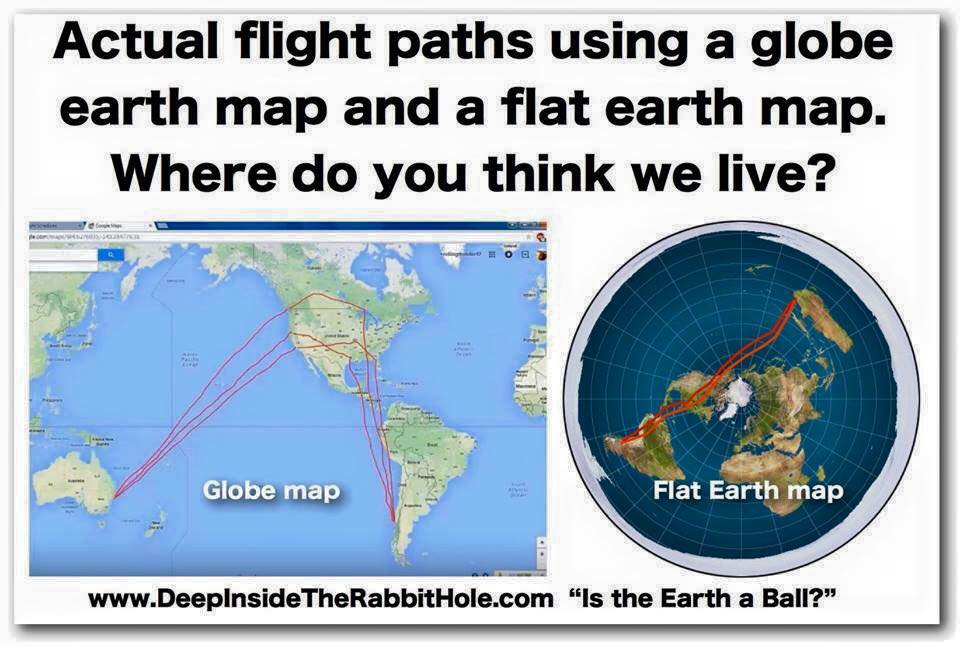 Actual flight paths using a globe
earth map and a flat earth map.
Where do you think we live?
Google Maps
Globe map
Flat Earth map
www.DeepInsideTheRabbitHole.com “Is the Earth a Ball?”